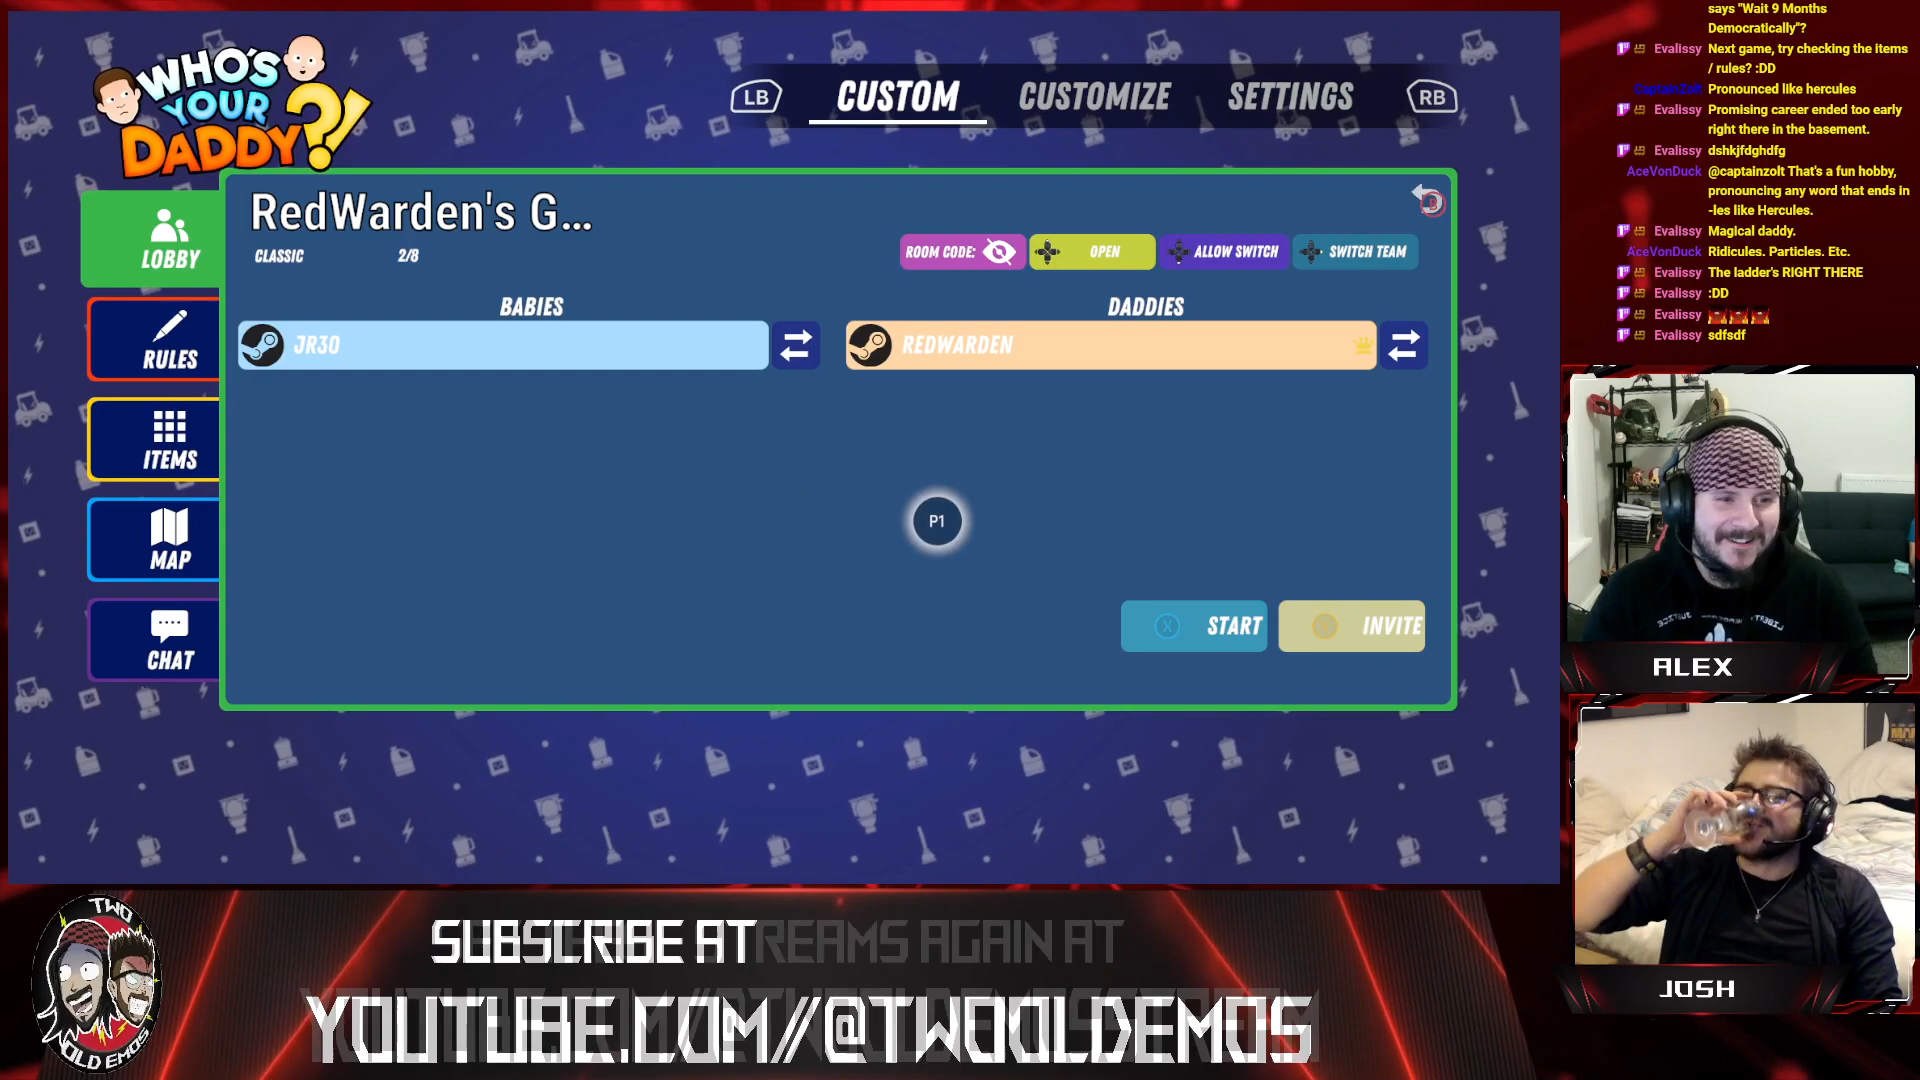 WHO'S
YOUR
DADDY?!
LB
CUSTOM
CUSTOMIZE
SETTINGS
RB
RedWarden's G...
CLASSIC
2/8
ROOM CODE:
OPEN
ALLOW SWITCH
SWITCH TEAM
B
LOBBY
RULES
ITEMS
MAP
CHAT
BABIES
JR30
DADDIES
REDWARDEN
P1
X
START
INVITE
says "Wait 9 Months
Democratically"?
Evalissy Next game, try checking the items
/ rules? :DD
CaptainZolt Pronounced like hercules
Evalissy Promising career ended too early
right there in the basement.
Evalissy dshkjfdghdfg
AceVonDuck @captainzolt That's a fun hobby,
pronouncing any word that ends in
-les like Hercules.
Evalissy Magical daddy.
AceVonDuck Ridicules. Particles. Etc.
Evalissy The ladder's RIGHT THERE
Evalissy :DD
Evalissy
Evalissy sdfsdf
ALEX
JOSH
TWO
OLD EMOS
SUBSCRIBE AT
STREAMS AGAIN AT
YOUTUBE.COM/@TWOOLDEMOS